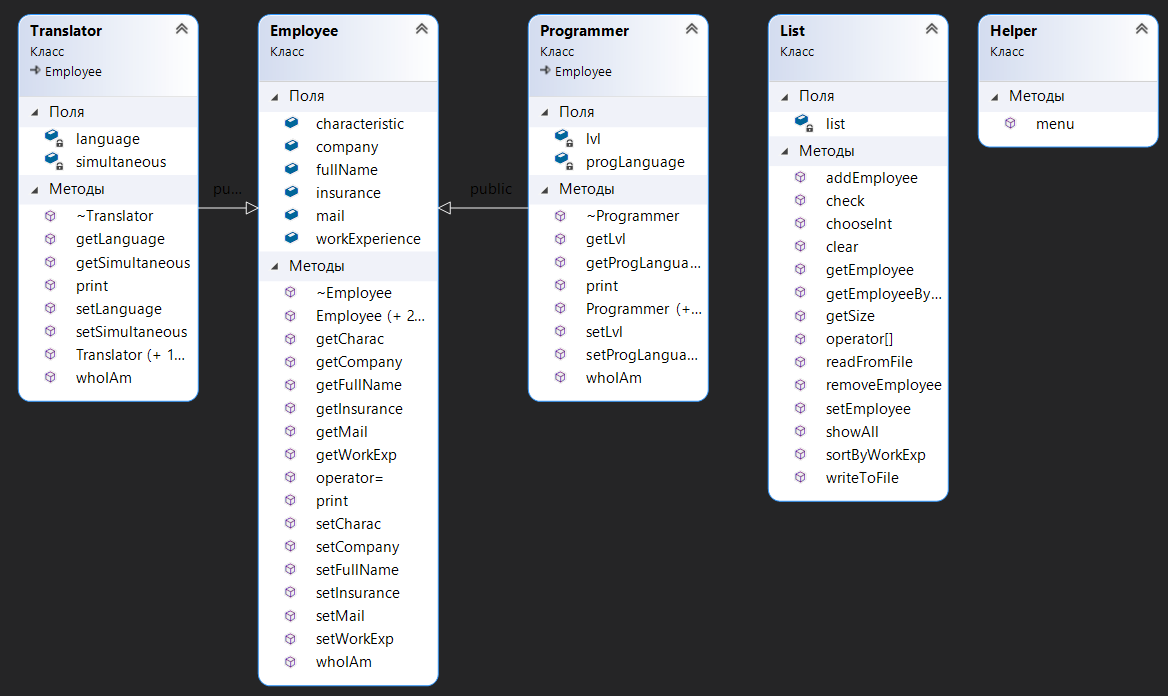 Translator
Класс
Employee
Поля
language
simultaneous
Методы
~Translator
getLanguage
getSimultaneous
print
setLanguage
setSimultaneous
Translator (+ 1...
whoIAm
pu...
Employee
Класс
Поля
characteristic
company
fullName
insurance
mail
workExperience
Методы
~Employee
Employee (+ 2...
getCharac
getCompany
getFullName
getInsurance
getMail
getWorkExp
operator=
print
setCharac
setCompany
setFullName
setInsurance
setMail
setWorkExp
whoIAm
public
Programmer
Класс
Employee
Поля
lvl
progLanguage
Методы
~Programmer
getLvl
getProgLangua...
print
Programmer (+...
setLvl
setProgLangua...
whoIAm
List
Класс
Поля
list
Методы
addEmployee
check
chooseInt
clear
getEmployee
getEmployeeBy...
getSize
operator[]
readFromFile
removeEmployee
setEmployee
showAll
sortByWorkExp
writeToFile
Helper
Класс
Методы
menu